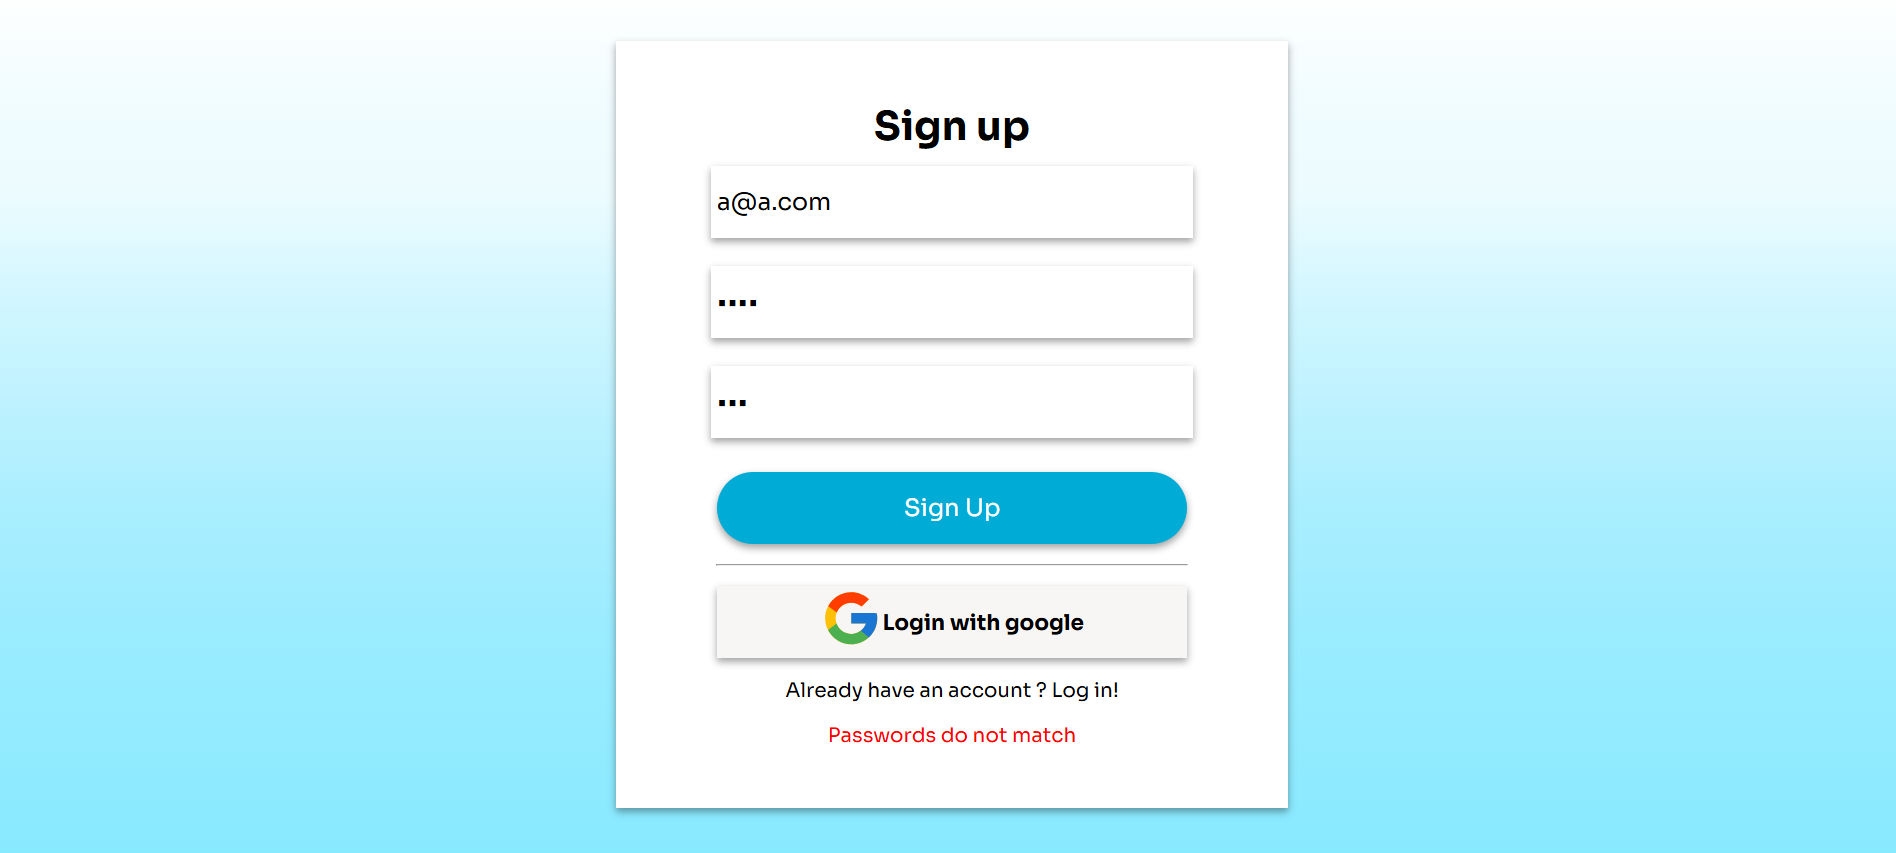 Sign up
a@a.com
••••
•••
Sign Up
Login with google
Already have an account ? Log in!
Passwords do not match